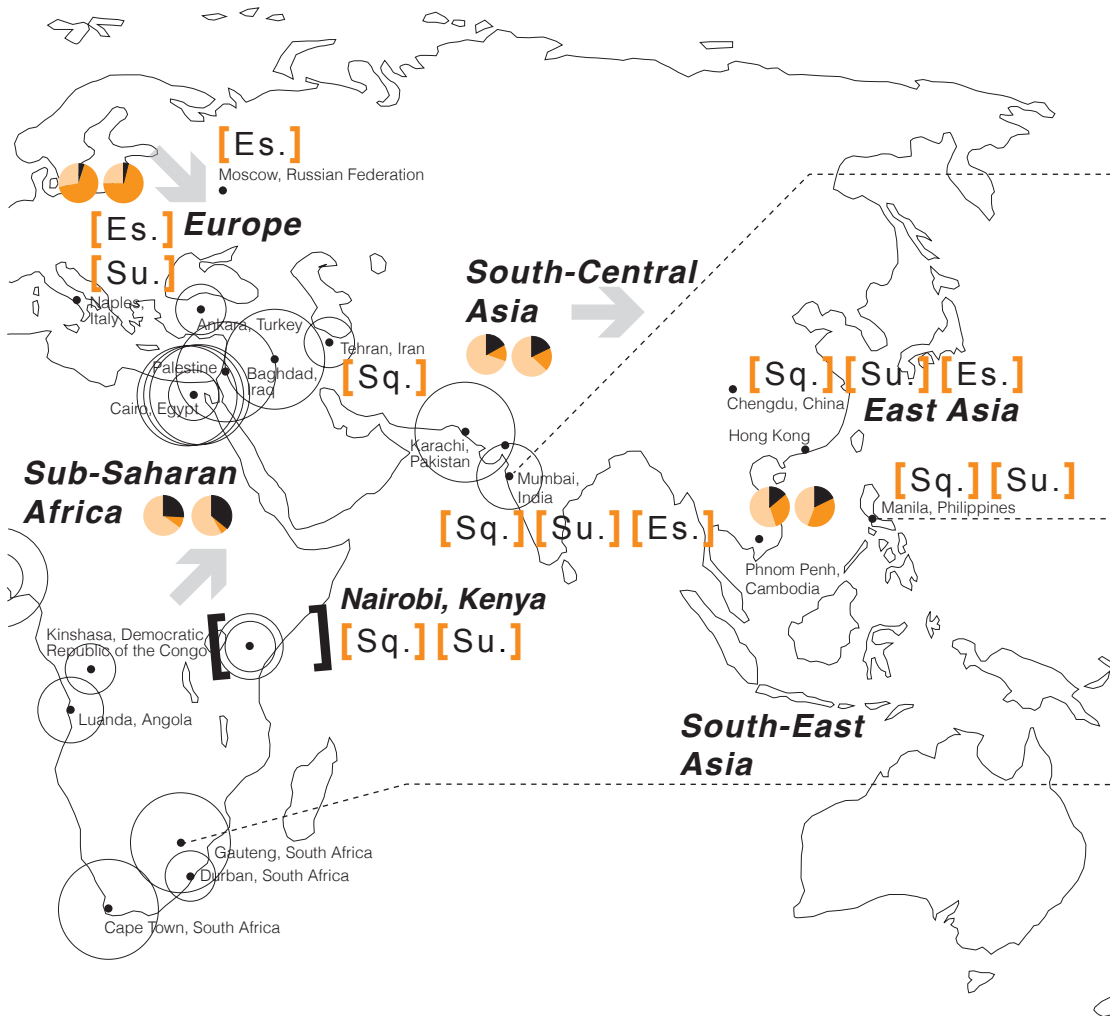 [Es.]
Moscow, Russian Federation
[Es.]
Europe
[Su.]
Naples,
Italy,
Ankara, Turkey
South-Central
Asia
Tehran, Iran
[Sq.]
Palestine
Baghdad,
Iraq
Cairo, Egypt
[Sq.] [Su.] [Es.]
Chengdu, China
East Asia
Hong Kong
Karachi,
Pakistan
Mumbai,
India
[Sq.] [Su.] [Es.]
[Sq.] [Su.]
Manila, Philippines
Sub-Saharan
Africa
Phnom Penh,
Cambodia
Nairobi, Kenya
[Sq.] [Su.]
[ ]
Kinshasa, Democratic
Republic of the Congo
Luanda, Angola
South-East
Asia
Gauteng, South Africa
Durban, South Africa
Cape Town, South Africa